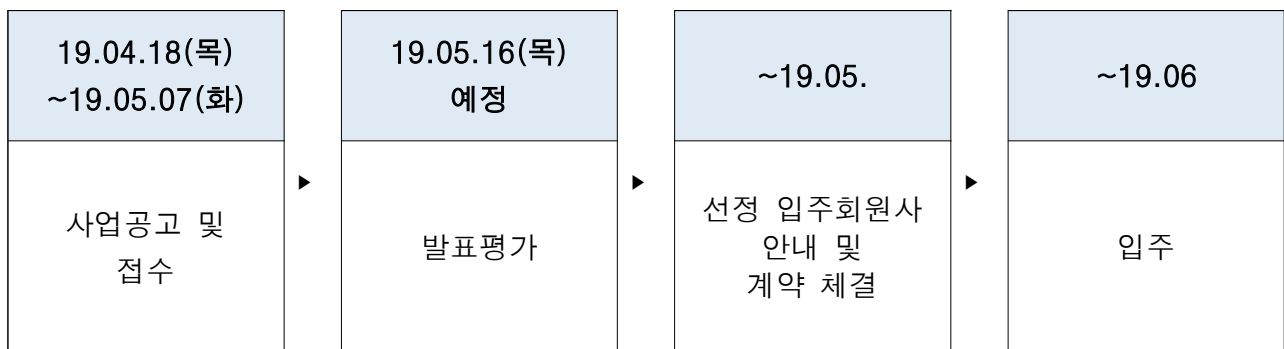 19.04.18(목)
~19.05.07(화)
사업공고 및
접수
▶
19.05.16(목)
예정
발표평가
▶
~19.05.
선정 입주회원사
안내 및
계약 체결
▶
~19.06
입주